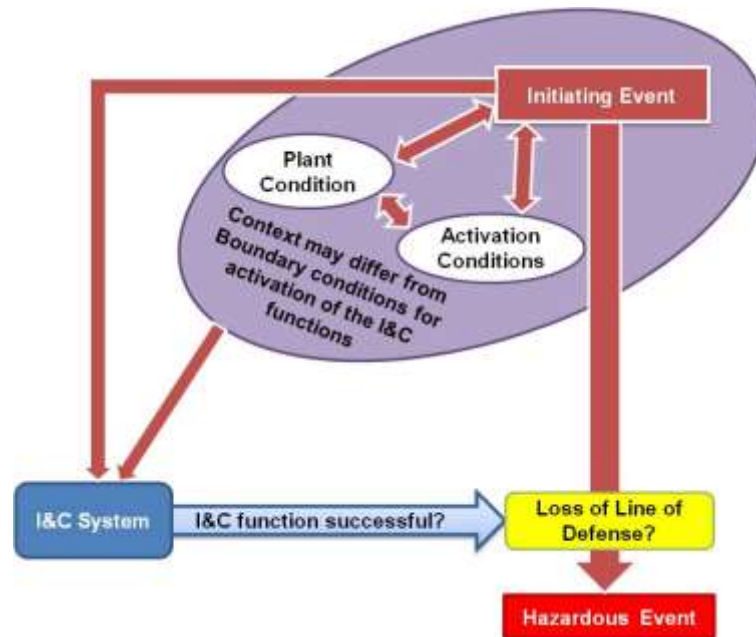 Initiating Event
Plant
Condition
Activation
Conditions
Context may differ from
Boundary conditions for
activation of the I&C
functions
I&C System
I&C function successful?
Loss of Line of
Defense?
Hazardous Event